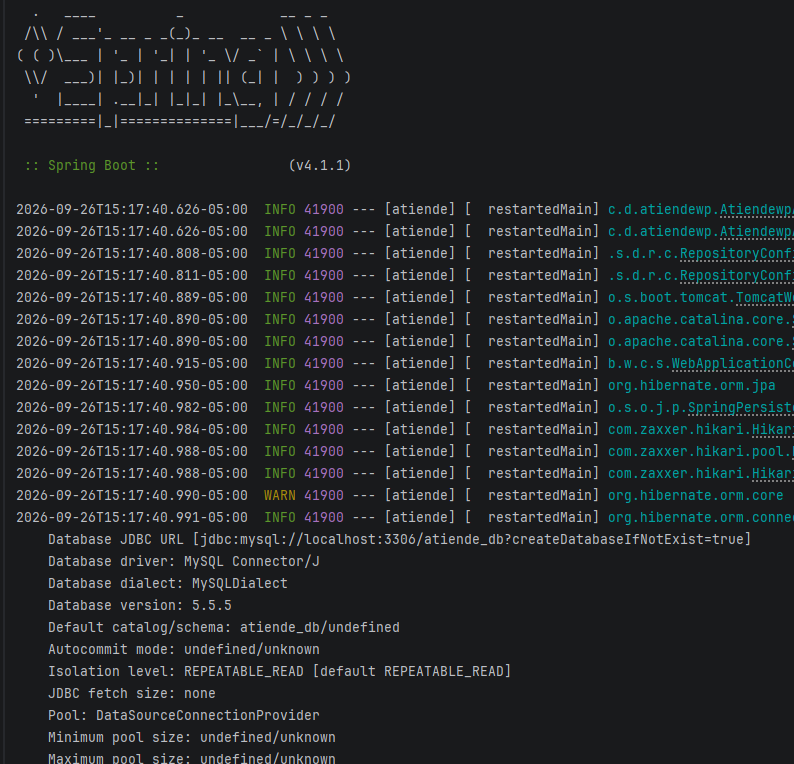 .   ____          _            __ _ _
 /\\ / ___'_ __ _ _(_)_ __  __ _ \ \ \ \
( ( )\___ | '_ | '_| | '_ \/ _` | \ \ \ \
 \\/  ___)| |_)| | | | | || (_| |  ) ) ) )
  '  |____| .__|_| |_|_| |_\__, | / / / /
 =========|_|==============|___/=/_/_/_/
 :: Spring Boot ::                (v4.1.1)
2026-09-26T15:17:40.626-05:00  INFO 41900 --- [atiende] [  restartedMain] c.d.atiendewp.Atiendewp
2026-09-26T15:17:40.626-05:00  INFO 41900 --- [atiende] [  restartedMain] c.d.atiendewp.Atiendewp
2026-09-26T15:17:40.808-05:00  INFO 41900 --- [atiende] [  restartedMain] .s.d.r.c.RepositoryConf
2026-09-26T15:17:40.811-05:00  INFO 41900 --- [atiende] [  restartedMain] .s.d.r.c.RepositoryConf
2026-09-26T15:17:40.889-05:00  INFO 41900 --- [atiende] [  restartedMain] o.s.boot.tomcat.TomcatW
2026-09-26T15:17:40.890-05:00  INFO 41900 --- [atiende] [  restartedMain] o.apache.catalina.core.
2026-09-26T15:17:40.890-05:00  INFO 41900 --- [atiende] [  restartedMain] o.apache.catalina.core.
2026-09-26T15:17:40.915-05:00  INFO 41900 --- [atiende] [  restartedMain] b.w.c.s.WebApplicationC
2026-09-26T15:17:40.950-05:00  INFO 41900 --- [atiende] [  restartedMain] org.hibernate.orm.jpa
2026-09-26T15:17:40.982-05:00  INFO 41900 --- [atiende] [  restartedMain] o.s.o.j.p.SpringPersist
2026-09-26T15:17:40.984-05:00  INFO 41900 --- [atiende] [  restartedMain] com.zaxxer.hikari.Hikari
2026-09-26T15:17:40.988-05:00  INFO 41900 --- [atiende] [  restartedMain] com.zaxxer.hikari.pool.
2026-09-26T15:17:40.988-05:00  INFO 41900 --- [atiende] [  restartedMain] com.zaxxer.hikari.Hikari
2026-09-26T15:17:40.990-05:00  WARN 41900 --- [atiende] [  restartedMain] org.hibernate.orm.core
2026-09-26T15:17:40.991-05:00  INFO 41900 --- [atiende] [  restartedMain] org.hibernate.orm.conne
    Database JDBC URL [jdbc:mysql://localhost:3306/atiende_db?createDatabaseIfNotExist=true]
    Database driver: MySQL Connector/J
    Database dialect: MySQLDialect
    Database version: 5.5.5
    Default catalog/schema: atiende_db/undefined
    Autocommit mode: undefined/unknown
    Isolation level: REPEATABLE_READ [default REPEATABLE_READ]
    JDBC fetch size: none
    Pool: DataSourceConnectionProvider
    Minimum pool size: undefined/unknown
    Maximum pool size: undefined/unknown